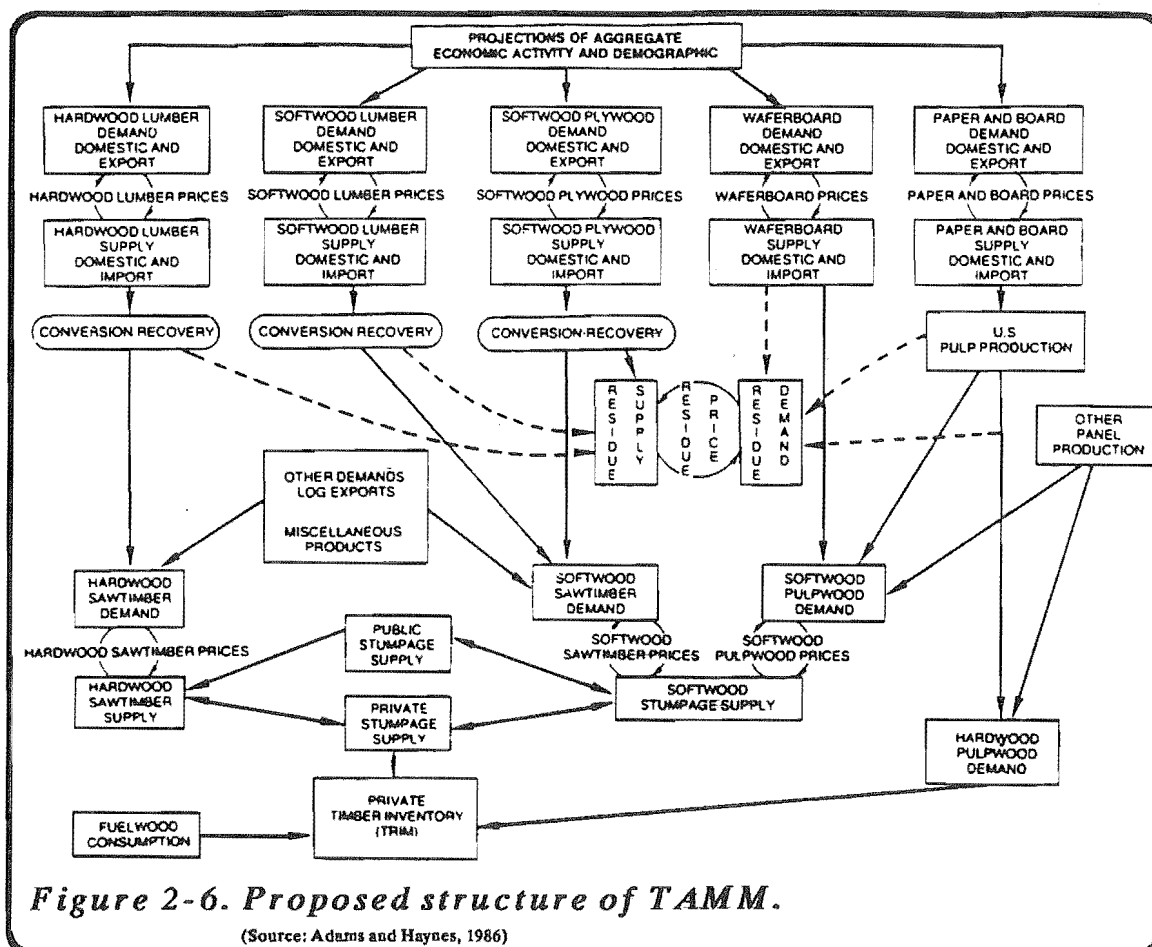 PROJECTIONS OF AGGREGATE
ECONOMIC ACTIVITY AND DEMOGRAPHIC
HARDWOOD LUMBER
DEMAND
DOMESTIC AND
EXPORT
SOFTWOOD LUMBER
DEMAND
DOMESTIC AND
EXPORT
SOFTWOOD PLYWOOD
DEMAND
DOMESTIC AND
EXPORT
WAFERBOARD
DEMAND
DOMESTIC AND
EXPORT
PAPER AND BOARD
DEMAND
DOMESTIC AND
EXPORT
HARDWOOD LUMBER PRICES
SOFTWOOD LUMBER PRICES
SOFTWOOD PLYWOOD PRICES
WAFERBOARD PRICES
PAPER AND BOARD PRICES
HARDWOOD LUMBER
SUPPLY
DOMESTIC AND
IMPORT
SOFTWOOD LUMBER
SUPPLY
DOMESTIC AND
IMPORT
SOFTWOOD PLYWOOD
SUPPLY
DOMESTIC AND
IMPORT
WAFERBOARD
SUPPLY
DOMESTIC AND
IMPORT
PAPER AND BOARD
SUPPLY
DOMESTIC AND
IMPORT
CONVERSION RECOVERY
CONVERSION RECOVERY
CONVERSION-RECOVERY
U.S
PULP PRODUCTION
RESIDUE
SUPPLY
RESIDUE
PRICE
RESIDUE
DEMAND
OTHER
PANEL
PRODUCTION
OTHER DEMANDS
LOG EXPORTS
MISCELLANEOUS
PRODUCTS
HARDWOOD
SAWTIMBER
DEMAND
SOFTWOOD
SAWTIMBER
DEMAND
SOFTWOOD
PULPWOOD
DEMAND
HARDWOOD SAWTIMBER PRICES
PUBLIC
STUMPAGE
SUPPLY
SOFTWOOD
SAWTIMBER PRICES
SOFTWOOD
PULPWOOD PRICES
HARDWOOD
SAWTIMBER
SUPPLY
PRIVATE
STUMPAGE
SUPPLY
SOFTWOOD
STUMPAGE SUPPLY
HARDWOOD
PULPWOOD
DEMAND
FUELWOOD
CONSUMPTION
PRIVATE
TIMBER INVENTORY
(TRIM)
Figure 2-6. Proposed structure of TAMM.
(Source: Adams and Haynes, 1986)